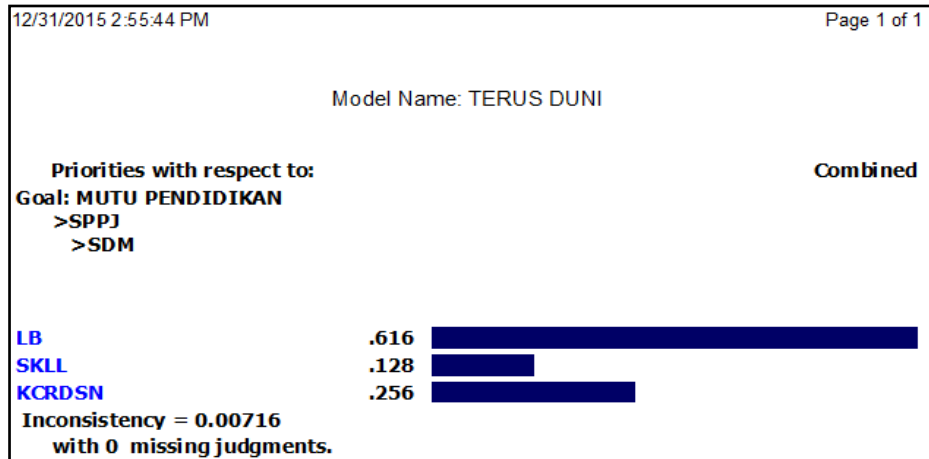 12/31/2015 2:55:44 PM Page 1 of 1
Model Name: TERUS DUNI
Priorities with respect to: Combined
Goal: MUTU PENDIDIKAN
>SPPJ
>SDM
LB .616
SKLL .128
KCRDSN .256
Inconsistency = 0.00716
with 0 missing judgments.